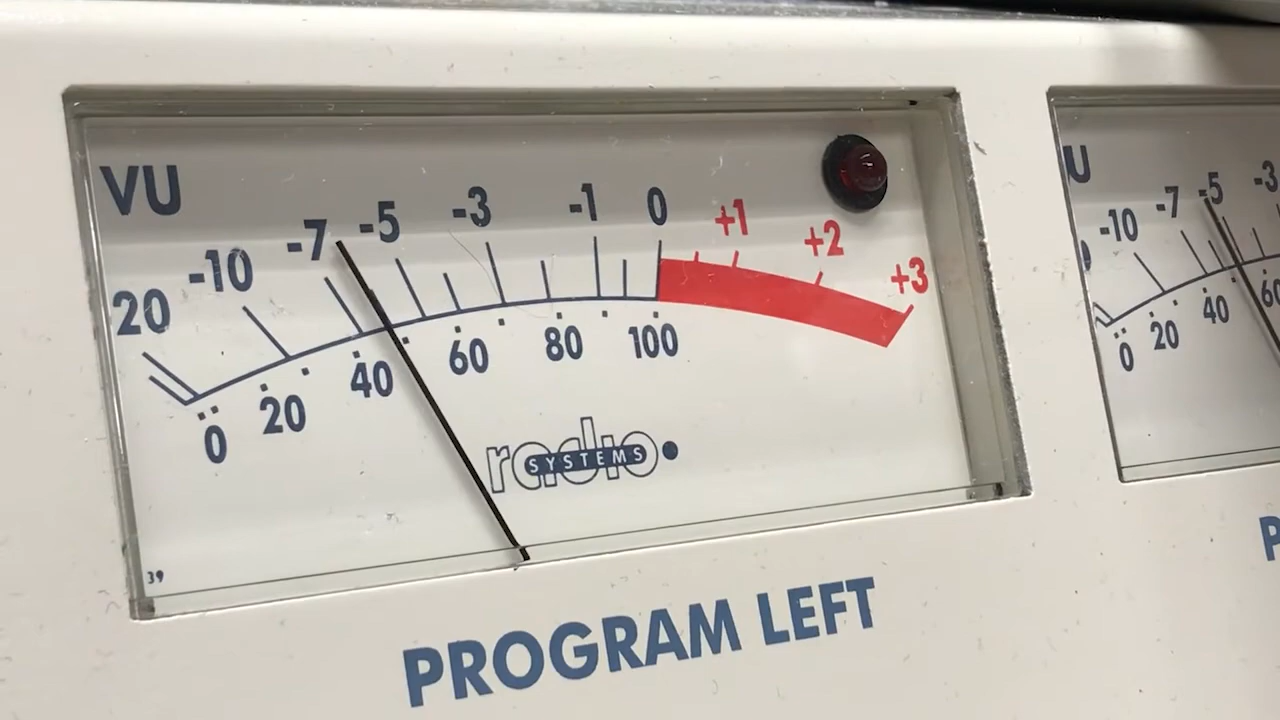 VU
20 -10 -7 -5 -3 -1 0 +1 +2 +3
0 20 40 60 80 100
radio
SYSTEMS
39
PROGRAM LEFT
U
-10 -7 -5 -3
0 20 40 60
P